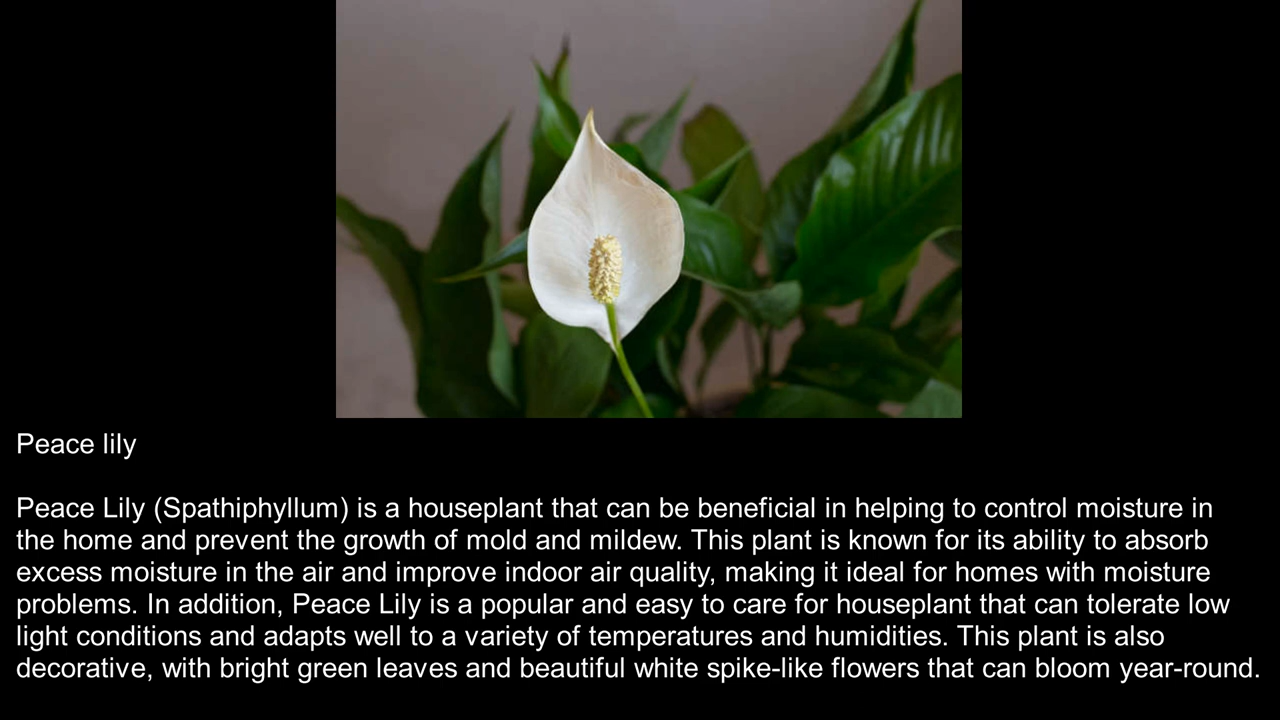 Peace lily
Peace Lily (Spathiphyllum) is a houseplant that can be beneficial in helping to control moisture in
the home and prevent the growth of mold and mildew. This plant is known for its ability to absorb
excess moisture in the air and improve indoor air quality, making it ideal for homes with moisture
problems. In addition, Peace Lily is a popular and easy to care for houseplant that can tolerate low
light conditions and adapts well to a variety of temperatures and humidities. This plant is also
decorative, with bright green leaves and beautiful white spike-like flowers that can bloom year-round.